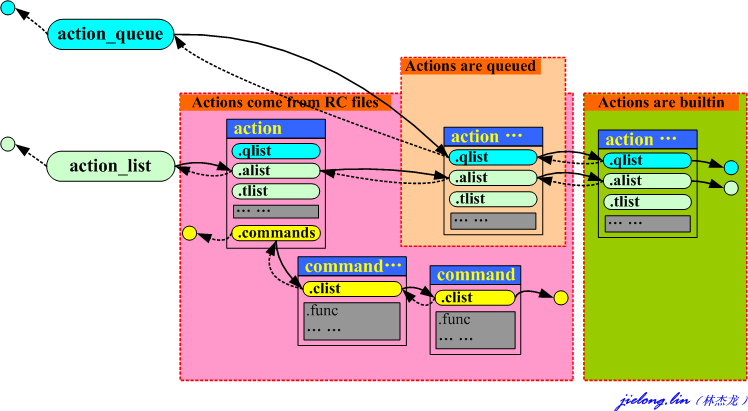 action_queue
Actions are queued
Actions come from RC files
Actions are builtin
action
.qlist
.alist
.tlist
... ...
.commands
action ···
.qlist
.alist
.tlist
... ...
action ···
.qlist
.alist
.tlist
... ...
action_list
command···
.clist
.func
... ...
command
.clist
.func
... ...
jielong.lin（林杰龙）